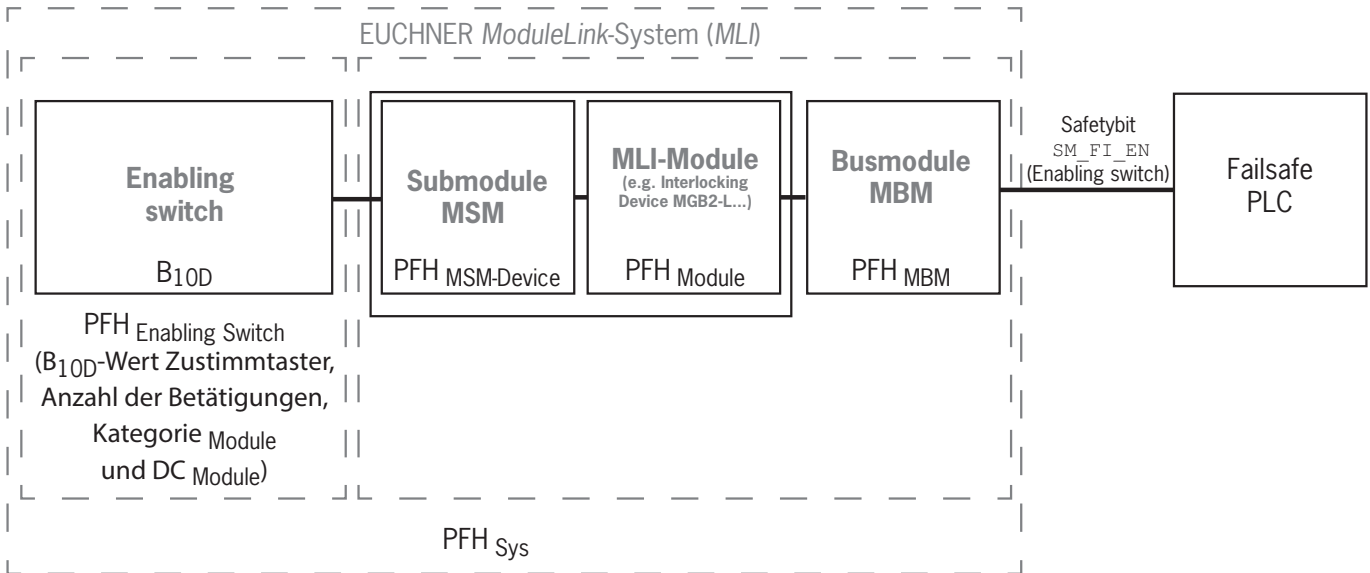 EUCHNER ModuleLink-System (MLI)
Enabling
switch
B10D
PFH Enabling Switch
(B10D-Wert Zustimmtaster,
Anzahl der Betätigungen,
Kategorie Module
und DC Module)
Submodule
MSM
PFH MSM-Device
MLI-Module
(e.g. Interlocking
Device MGB2-L...)
PFH Module
Busmodule
MBM
PFH MBM
Safetybit
SM_FI_EN
(Enabling switch)
Failsafe
PLC
PFH Sys